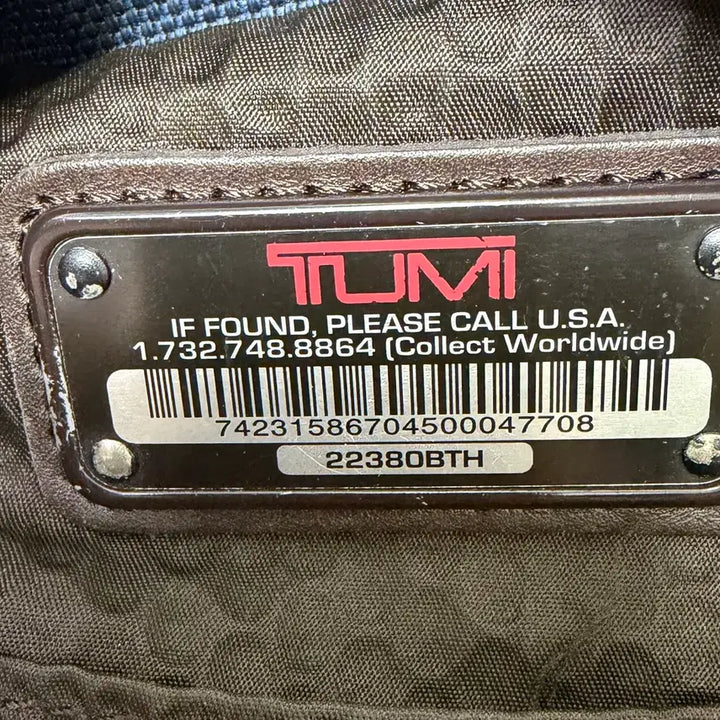 TUMI
IF FOUND, PLEASE CALL U.S.A.
1.732.748.8864 (Collect Worldwide)
74231586704500047708
22380BTH